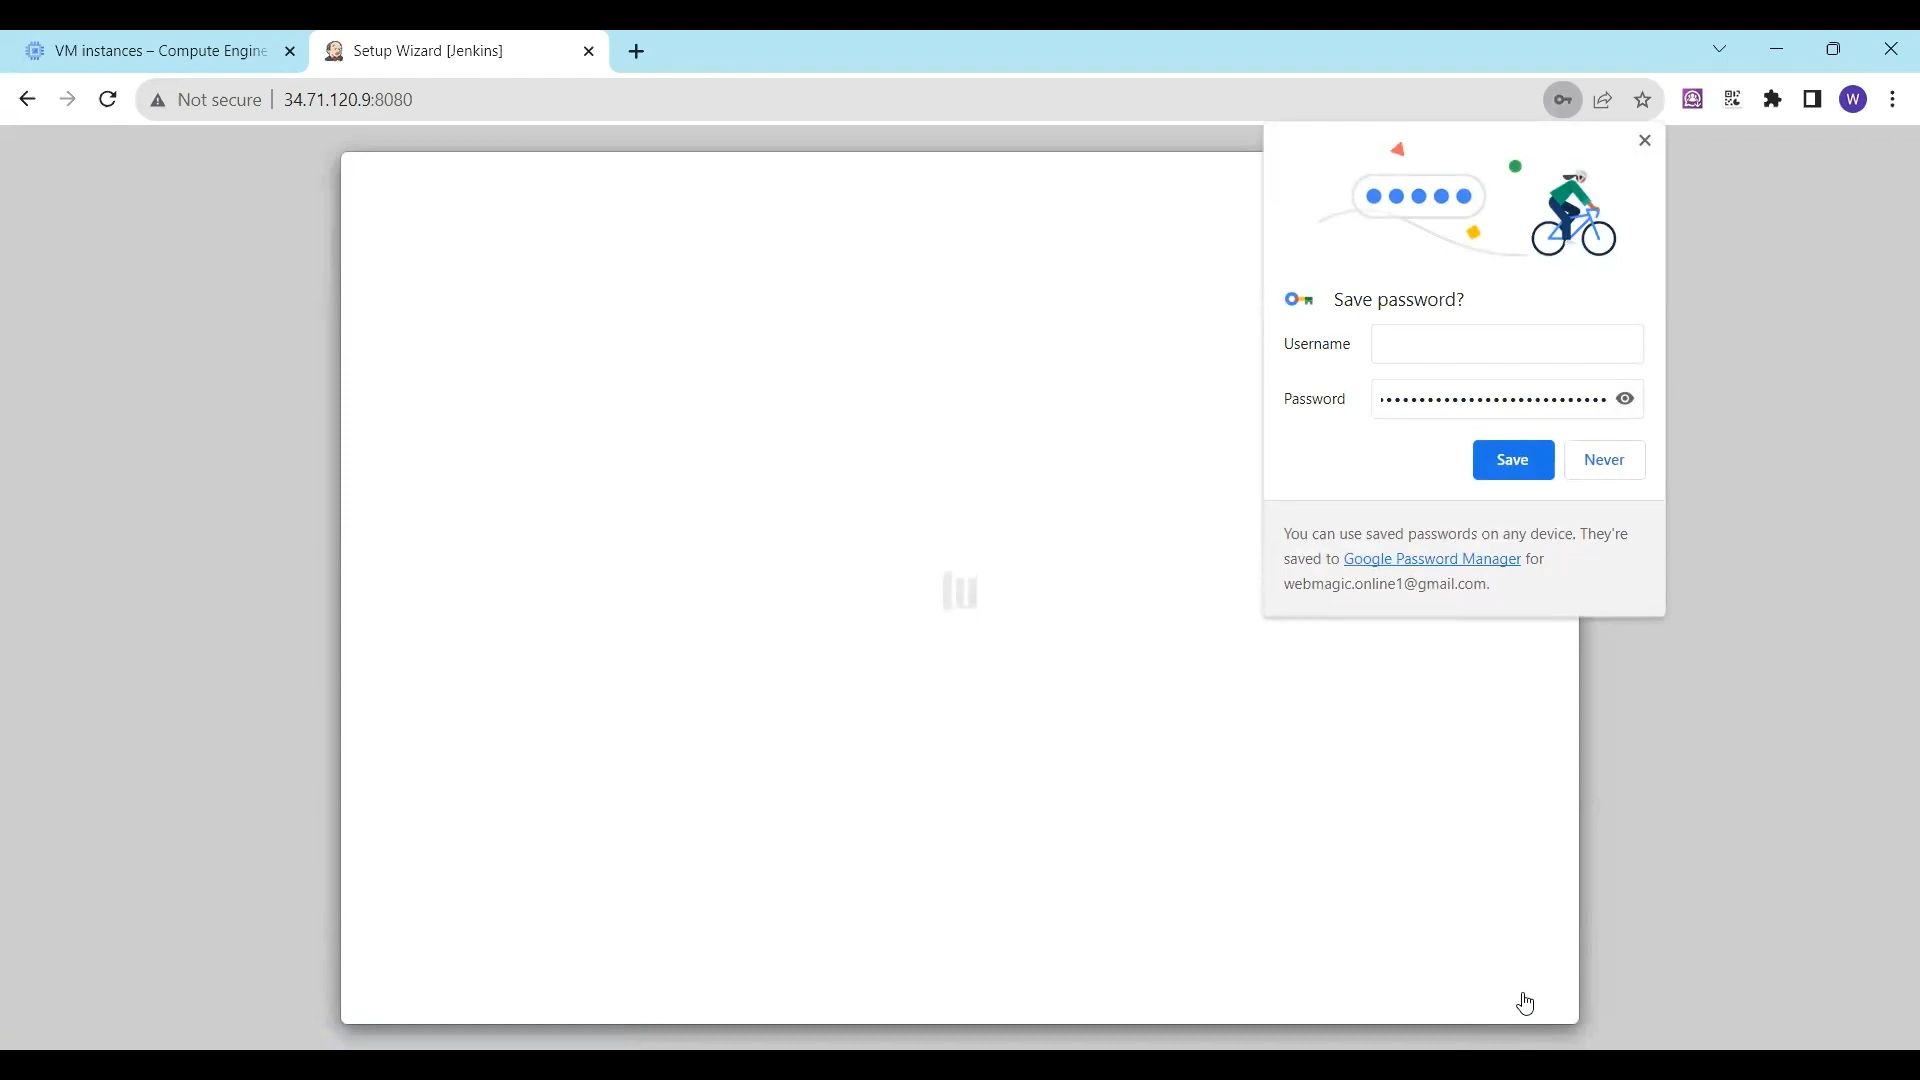 VM instances – Compute Engine
Setup Wizard [Jenkins]
Not secure
34.71.120.9:8080
W
Save password?
Username
Password
Save
Never
You can use saved passwords on any device. They're
saved to Google Password Manager for
webmagic.online1@gmail.com.